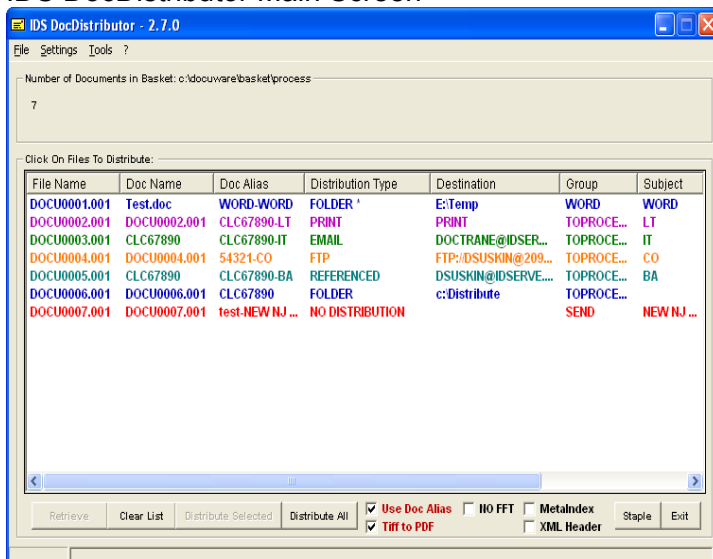 IDS DocDistributor Main Screen
IDS DocDistributor - 2.7.0
File Settings Tools ?
Number of Documents in Basket: c:\docuware\basket\process
7
Click On Files To Distribute:
File Name Doc Name Doc Alias Distribution Type Destination Group Subject
DOCU0001.001 Test.doc WORD-WORD FOLDER * E:\Temp WORD WORD
DOCU0002.001 DOCU0002.001 CLC67890-LT PRINT PRINT TOPROCE... LT
DOCU0003.001 CLC67890 CLC67890-IT EMAIL DOCTRANE@IDSER... TOPROCE... IT
DOCU0004.001 DOCU0004.001 54321-CO FTP FTP://DSUSKIN@209... TOPROCE... CO
DOCU0005.001 CLC67890 CLC67890-BA REFERENCED DSUSKIN@IDSERVE.... TOPROCE... BA
DOCU0006.001 DOCU0006.001 CLC67890 FOLDER c:\Distribute TOPROCE...
DOCU0007.001 DOCU0007.001 test-NEW NJ ... NO DISTRIBUTION SEND NEW NJ ...
Retrieve Clear List Distribute Selected Distribute All Use Doc Alias NO FFT MetaIndex Staple Exit
Tiff to PDF XML Header